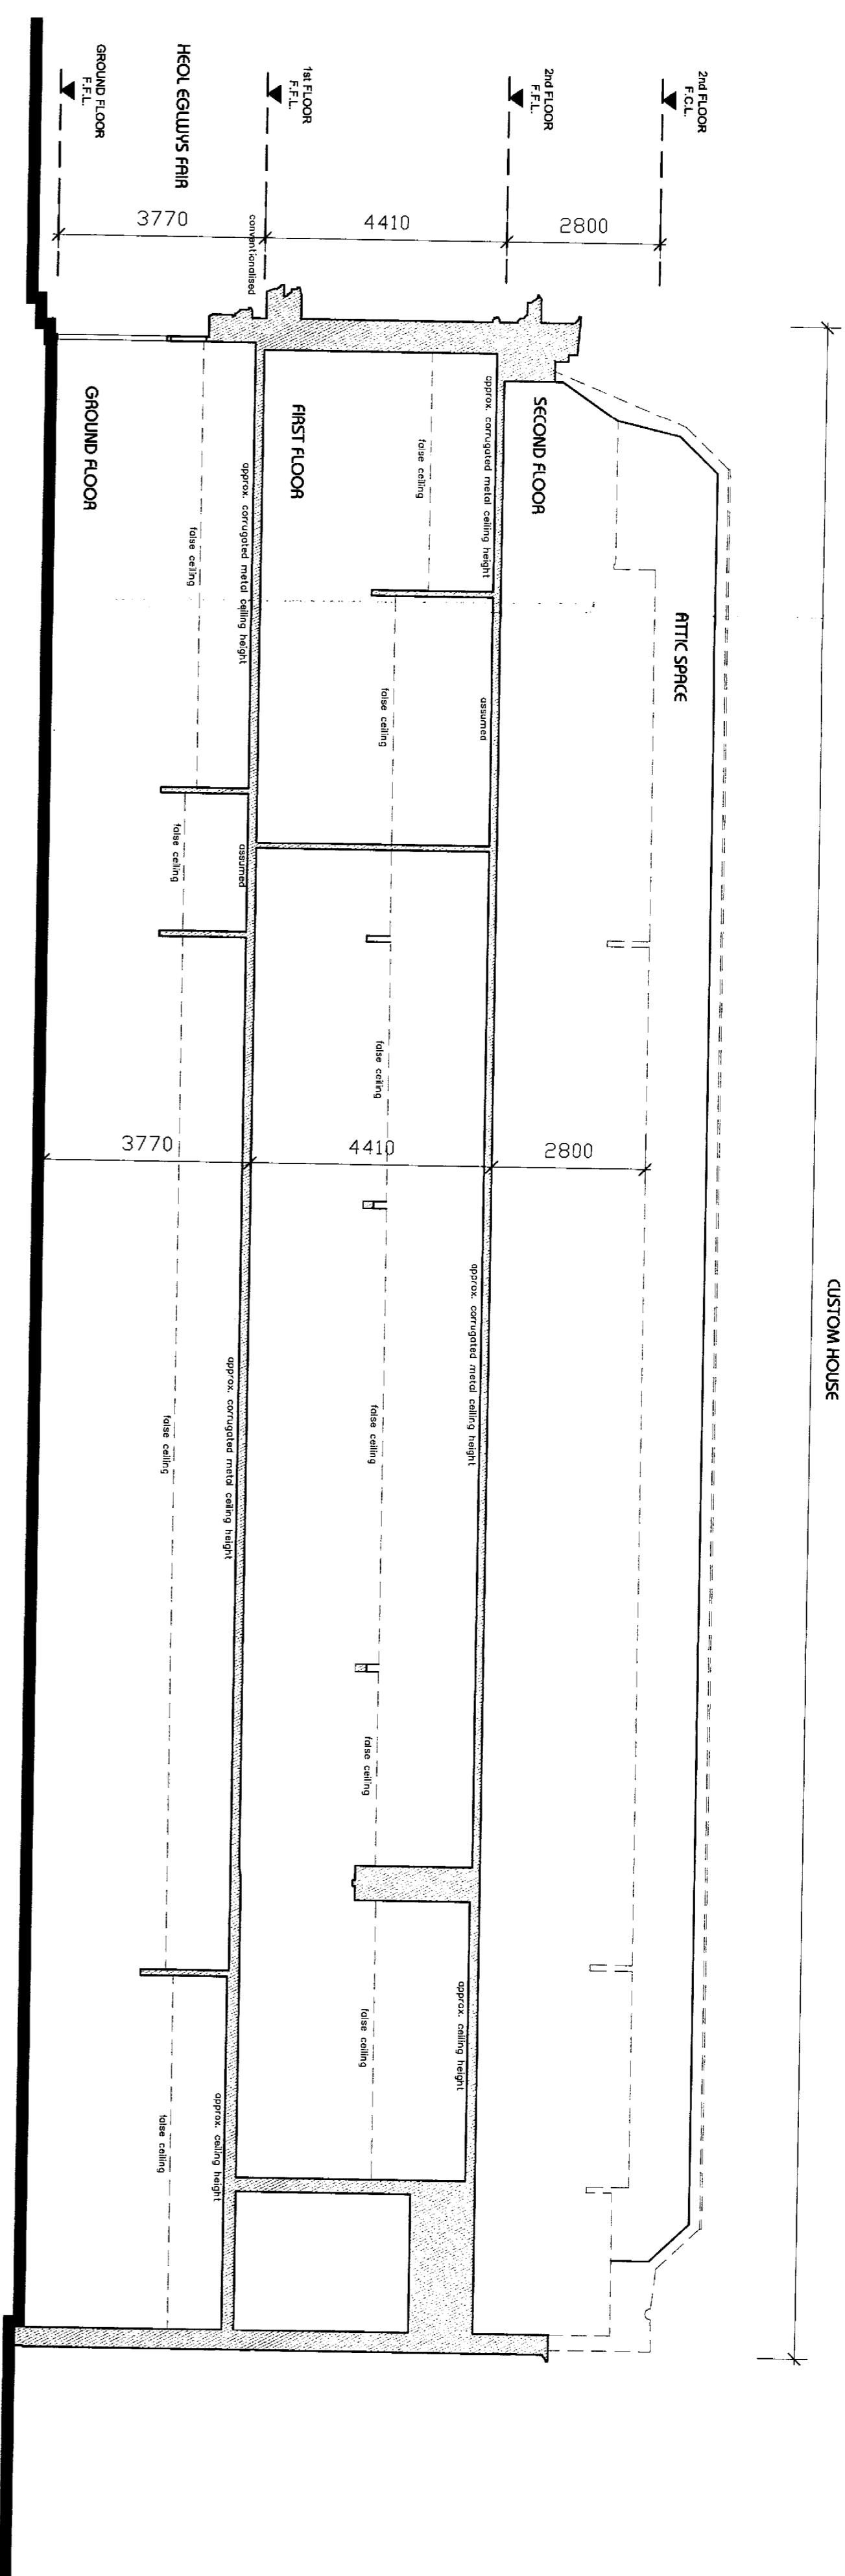 CUSTOM HOUSE
2nd FLOOR
F.C.L.
2800
2nd FLOOR
F.F.L.
4410
1st FLOOR
F.F.L.
3770
GROUND FLOOR
F.F.L.
HEOL EGLWYS FAIR
conventionalised
ATTIC SPACE
SECOND FLOOR
approx. corrugated metal ceiling height
assumed
approx. corrugated metal ceiling height
approx. ceiling height
false ceiling
false ceiling
false ceiling
false ceiling
false ceiling
false ceiling
FIRST FLOOR
approx. corrugated metal ceiling height
assumed
approx. corrugated metal ceiling height
approx. ceiling height
false ceiling
false ceiling
false ceiling
false ceiling
GROUND FLOOR
2800
4410
3770